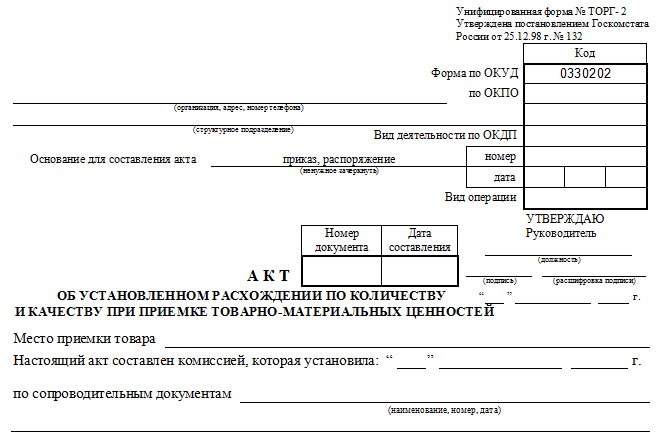 Унифицированная форма № ТОРГ- 2
Утверждена постановлением Госкомстата
России от 25.12.98 г. № 132
Код
Форма по ОКУД 0330202
по ОКПО
(организация, адрес, номер телефона)
(структурное подразделение)
Вид деятельности по ОКДП
Основание для составления акта приказ, распоряжение номер
(ненужное зачеркнуть)
дата
Вид операции
УТВЕРЖДАЮ
Руководитель
Номер документа Дата составления
(должность)
А К Т
(подпись) (расшифровка подписи)
ОБ УСТАНОВЛЕННОМ РАСХОЖДЕНИИ ПО КОЛИЧЕСТВУ “ ” г.
И КАЧЕСТВУ ПРИ ПРИЕМКЕ ТОВАРНО-МАТЕРИАЛЬНЫХ ЦЕННОСТЕЙ
Место приемки товара
Настоящий акт составлен комиссией, которая установила: “ ” г.
по сопроводительным документам
(наименование, номер, дата)